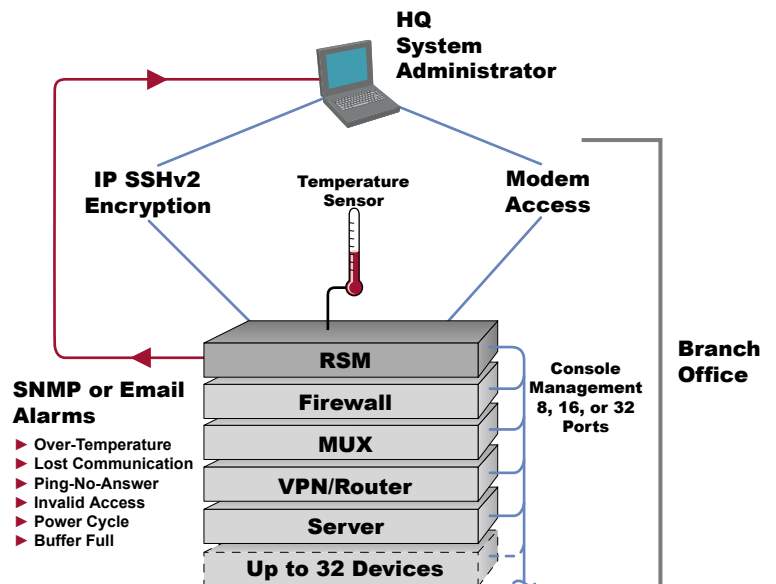 HQ
System
Administrator
IP SSHv2
Encryption
Temperature
Sensor
Modem
Access
RSM
Firewall
MUX
VPN/Router
Server
Up to 32 Devices
Console
Management
8, 16, or 32
Ports
Branch
Office
SNMP or Email
Alarms
Over-Temperature
Lost Communication
Ping-No-Answer
Invalid Access
Power Cycle
Buffer Full